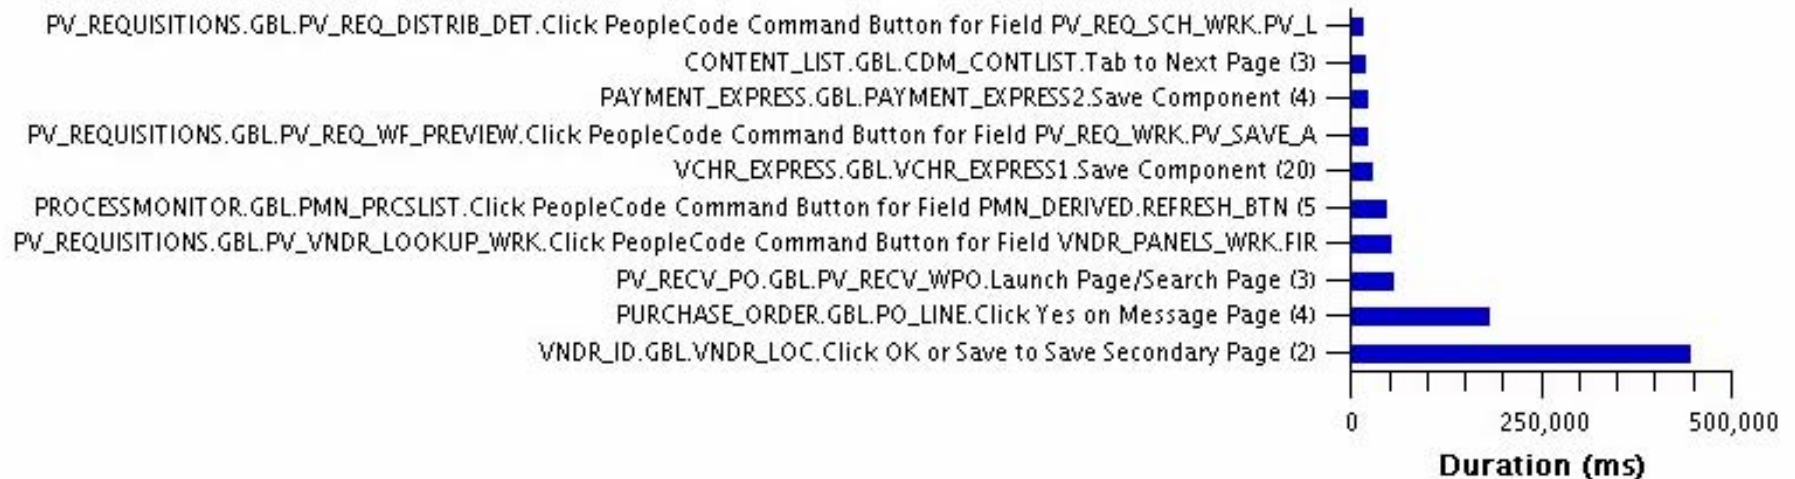 PV_REQUISITIONS.GBL.PV_REQ_DISTRIB_DET.Click PeopleCode Command Button for Field PV_REQ_SCH_WRK.PV_L
CONTENT_LIST.GBL.CDM_CONTLIST.Tab to Next Page (3)
PAYMENT_EXPRESS.GBL.PAYMENT_EXPRESS2.Save Component (4)
PV_REQUISITIONS.GBL.PV_REQ_WF_PREVIEW.Click PeopleCode Command Button for Field PV_REQ_WRK.PV_SAVE_A
VCHR_EXPRESS.GBL.VCHR_EXPRESS1.Save Component (20)
PROCESSMONITOR.GBL.PMN_PRCSLIST.Click PeopleCode Command Button for Field PMN_DERIVED.REFRESH_BTN (5
PV_REQUISITIONS.GBL.PV_VNDR_LOOKUP_WRK.Click PeopleCode Command Button for Field VNDR_PANELS_WRK.FIR
PV_RECV_PO.GBL.PV_RECV_WPO.Launch Page/Search Page (3)
PURCHASE_ORDER.GBL.PO_LINE.Click Yes on Message Page (4)
VNDR_ID.GBL.VNDR_LOC.Click OK or Save to Save Secondary Page (2)
0 250,000 500,000
Duration (ms)